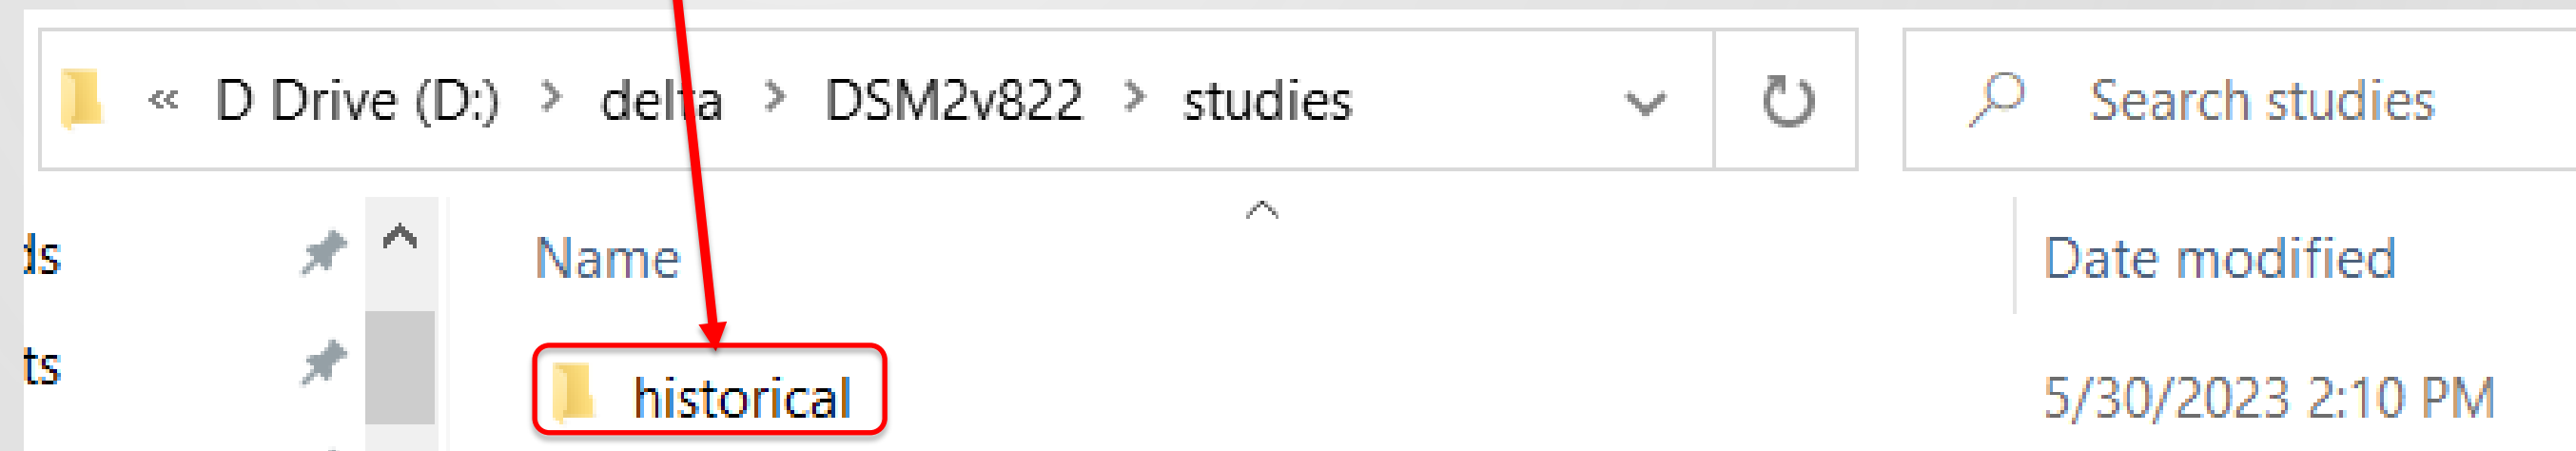 « D Drive (D:) > delta > DSM2v822 > studies
Search studies
ds
Name
Date modified
ts
historical
5/30/2023 2:10 PM